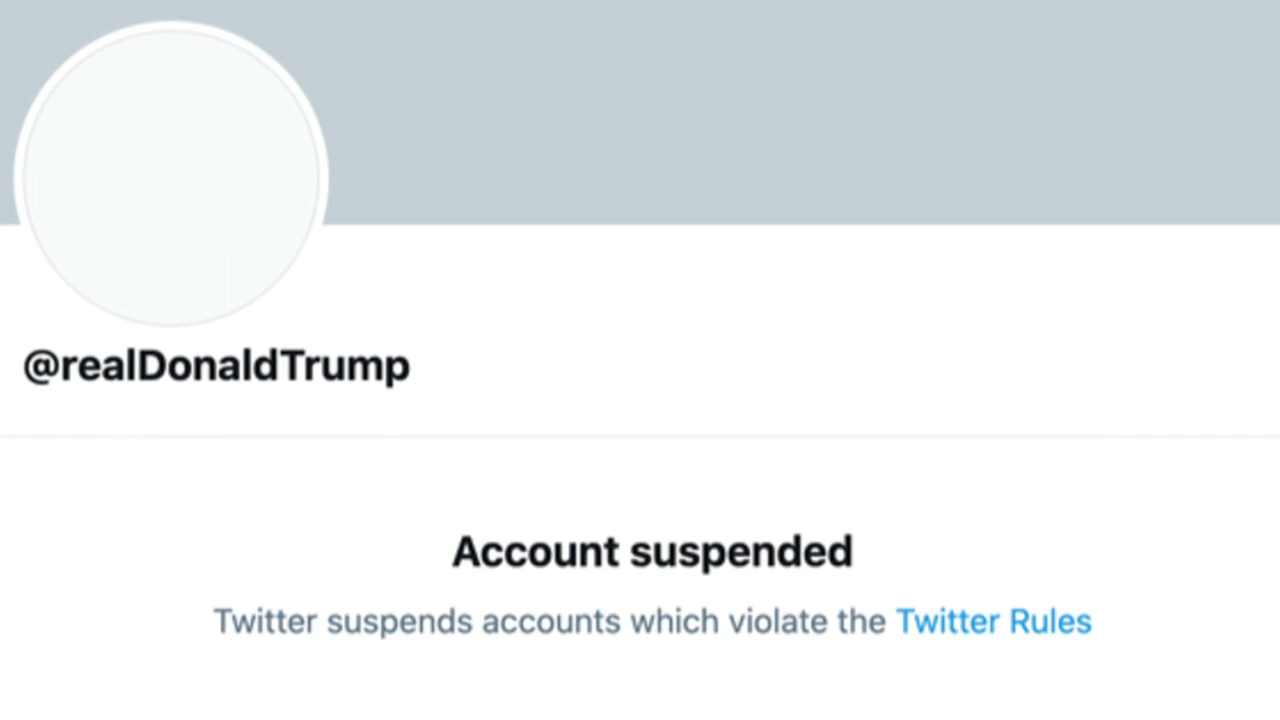 @realDonaldTrump
Account suspended
Twitter suspends accounts which violate the Twitter Rules